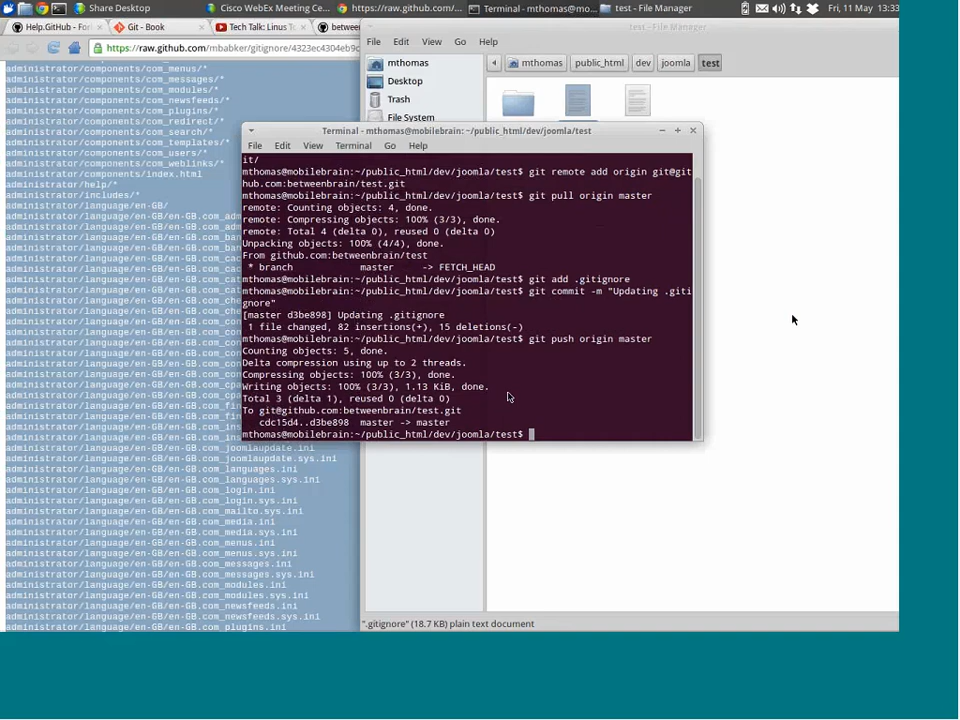 Share Desktop
Cisco WebEx Meeting Ce...
https://raw.github.com/...
Terminal - mthomas@mo...
test - File Manager
Fri, 11 May 13:33
Help.GitHub - For
Git - Book
Tech Talk: Linus T
betweenb
https://raw.github.com/mbabker/gitignore/4323ec4304eb9c
administrator/components/com_menus/*
administrator/components/com_messages/*
administrator/components/com_modules/*
administrator/components/com_newsfeeds/*
administrator/components/com_plugins/*
administrator/components/com_redirect/*
administrator/components/com_search/*
administrator/components/com_templates/*
administrator/components/com_users/*
administrator/components/com_weblinks/*
administrator/components/index.html
administrator/help/*
administrator/includes/*
administrator/language/en-GB/
administrator/language/en-GB/en-GB.com_adm
administrator/language/en-GB/en-GB.com_joomlaupdate.ini
administrator/language/en-GB/en-GB.com_joomlaupdate.sys.ini
administrator/language/en-GB/en-GB.com_languages.ini
administrator/language/en-GB/en-GB.com_languages.sys.ini
administrator/language/en-GB/en-GB.com_login.ini
administrator/language/en-GB/en-GB.com_login.sys.ini
administrator/language/en-GB/en-GB.com_mailto.sys.ini
administrator/language/en-GB/en-GB.com_media.ini
administrator/language/en-GB/en-GB.com_media.sys.ini
administrator/language/en-GB/en-GB.com_menus.ini
administrator/language/en-GB/en-GB.com_menus.sys.ini
administrator/language/en-GB/en-GB.com_messages.ini
administrator/language/en-GB/en-GB.com_messages.sys.ini
administrator/language/en-GB/en-GB.com_modules.ini
administrator/language/en-GB/en-GB.com_modules.sys.ini
administrator/language/en-GB/en-GB.com_newsfeeds.ini
administrator/language/en-GB/en-GB.com_newsfeeds.sys.ini
administrator/language/en-GB/en-GB.com_plugins.ini
test - File Manager
File Edit View Go Help
mthomas public_html dev joomla test
mthomas
Desktop
Trash
File System
Terminal - mthomas@mobilebrain: ~/public_html/dev/joomla/test
File Edit View Terminal Go Help
it/
mthomas@mobilebrain:~/public_html/dev/joomla/test$ git remote add origin git@git
hub.com:betweenbrain/test.git
mthomas@mobilebrain:~/public_html/dev/joomla/test$ git pull origin master
remote: Counting objects: 4, done.
remote: Compressing objects: 100% (3/3), done.
remote: Total 4 (delta 0), reused 0 (delta 0)
Unpacking objects: 100% (4/4), done.
From github.com:betweenbrain/test
* branch master -> FETCH_HEAD
mthomas@mobilebrain:~/public_html/dev/joomla/test$ git add .gitignore
mthomas@mobilebrain:~/public_html/dev/joomla/test$ git commit -m "Updating .giti
gnore"
[master d3be898] Updating .gitignore
1 file changed, 82 insertions(+), 15 deletions(-)
mthomas@mobilebrain:~/public_html/dev/joomla/test$ git push origin master
Counting objects: 5, done.
Delta compression using up to 2 threads.
Compressing objects: 100% (3/3), done.
Writing objects: 100% (3/3), 1.13 KiB, done.
Total 3 (delta 1), reused 0 (delta 0)
To git@github.com:betweenbrain/test.git
cdc15d4..d3be898 master -> master
mthomas@mobilebrain:~/public_html/dev/joomla/test$
".gitignore" (18.7 KB) plain text document